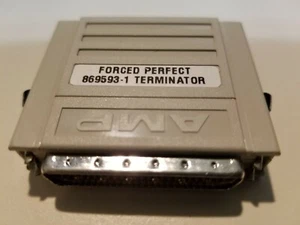 FORCED PERFECT
869593-1 TERMINATOR
AMP